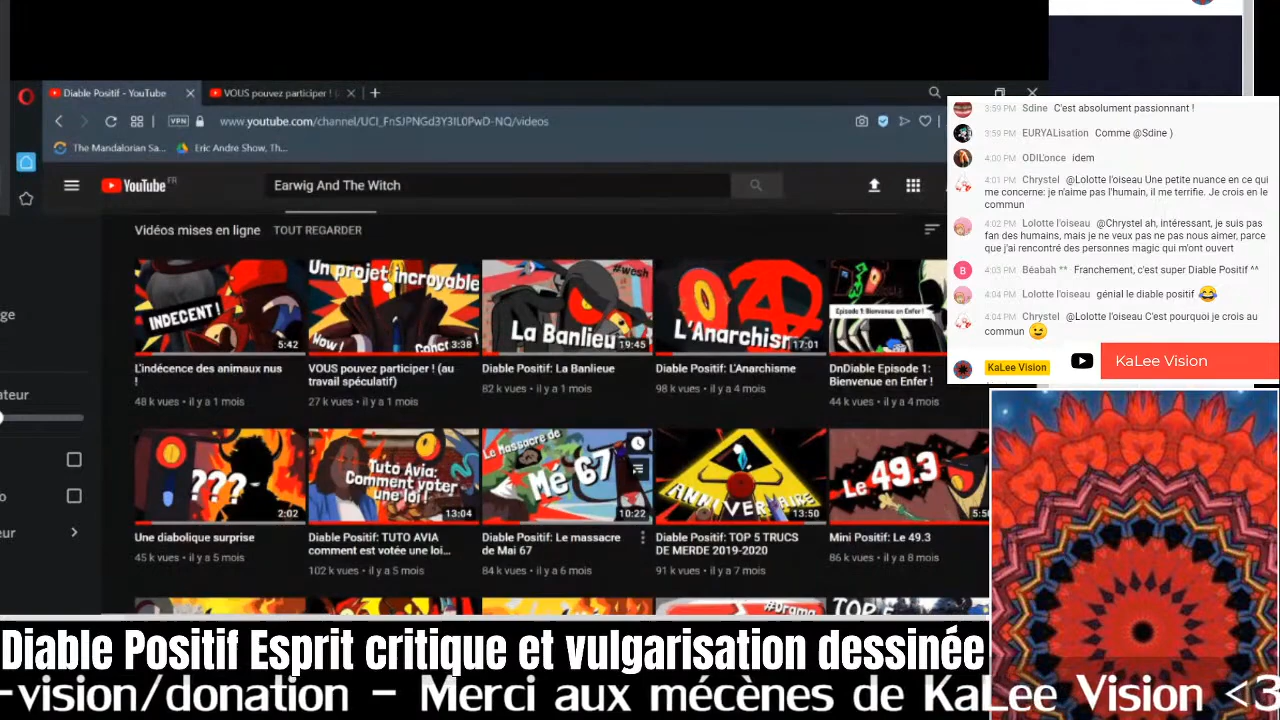 Diable Positif - YouTube
VOUS pouvez participer ! (
VPN
www.youtube.com/channel/UCI_FnSJPNGd3Y3IL0PwD-NQ/videos
The Mandalorian Sa...
Eric Andre Show, Th...
YouTube FR
Earwig And The Witch
Vidéos mises en ligne TOUT REGARDER
INDECENT !
5:42
Un projet incroyable
NOW!
3:38
#wesh
La Banlieue
19:45
L'Anarchism
17:01
Episode 1: Bienvenue en Enfer !
L'indécence des animaux nus
!
48 k vues • il y a 1 mois
VOUS pouvez participer ! (au
travail spéculatif)
27 k vues • il y a 1 mois
Diable Positif: La Banlieue
82 k vues • il y a 1 mois
Diable Positif: L'Anarchisme
98 k vues • il y a 4 mois
DnDiable Episode 1:
Bienvenue en Enfer !
44 k vues • il y a 4 mois
???
2:02
Tuto Avia:
Comment voter
une loi!
13:04
Le Massacre de
Mé 67
10:22
ANNIVERSAIRE
13:50
Le 49.3
5:50
Une diabolique surprise
45 k vues • il y a 5 mois
Diable Positif: TUTO AVIA
comment est votée une loi...
102 k vues • il y a 5 mois
Diable Positif: Le massacre
de Mai 67
84 k vues • il y a 6 mois
Diable Positif: TOP 5 TRUCS
DE MERDE 2019-2020
91 k vues • il y a 7 mois
Mini Positif: Le 49.3
86 k vues • il y a 8 mois
#Drama
3:59 PM Sdine C'est absolument passionnant !
3:59 PM EURYALisation Comme @Sdine )
4:00 PM ODIL'once idem
4:01 PM Chrystel @Lolotte l'oiseau Une petite nuance en ce qui
me concerne: je n'aime pas l'humain, il me terrifie. Je crois en le
commun
4:02 PM Lolotte l'oiseau @Chrystel ah, intéressant, je suis pas
fan des humains, mais je ne veux pas ne pas nous aimer, parce
que j'ai rencontré des personnes magic qui m'ont ouvert
B
4:03 PM Béabah ** Franchement, c'est super Diable Positif ^^
4:04 PM Lolotte l'oiseau génial le diable positif 😂
4:04 PM Chrystel @Lolotte l'oiseau C'est pourquoi je crois au
commun 😉
KaLee Vision
KaLee Vision
Diable Positif Esprit critique et vulgarisation dessinée
-vision/donation - Merci aux mécènes de KaLee Vision <3